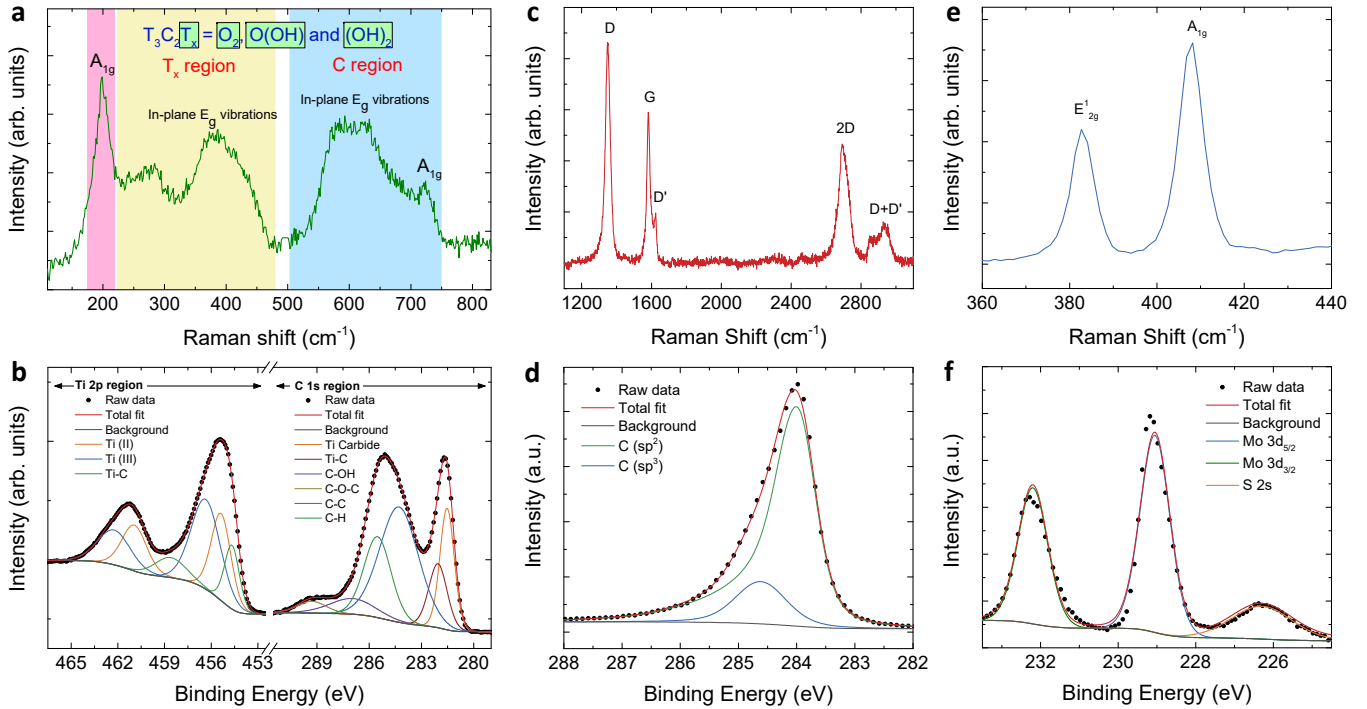 a
T₃C₂Tₓ = O₂, O(OH) and (OH)₂
A₁g
Tₓ region
C region
In-plane Eg vibrations
In-plane Eg vibrations
A₁g
Intensity (arb. units)
100 200 300 400 500 600 700 800
Raman shift (cm⁻¹)
c
D
G
D'
2D
D+D'
Intensity (arb. units)
1200 1600 2000 2400 2800
Raman Shift (cm⁻¹)
e
A₁g
E¹₂g
Intensity (arb. units)
360 380 400 420 440
Raman Shift (cm⁻¹)
b
Ti 2p region
Raw data
Total fit
Background
Ti (II)
Ti (III)
Ti-C
C 1s region
Raw data
Total fit
Background
Ti Carbide
Ti-C
C-OH
C-O-C
C-C
C-H
Intensity (arb. units)
465 462 459 456 453 289 286 282 279
Binding Energy (eV)
d
Raw data
Total fit
Background
C (sp²)
C (sp³)
Intensity (a.u.)
288 287 286 285 284 283 282
Binding Energy (eV)
f
Raw data
Total fit
Background
Mo 3d₅/₂
Mo 3d₃/₂
S 2s
Intensity (a.u.)
232 230 228 226
Binding Energy (eV)